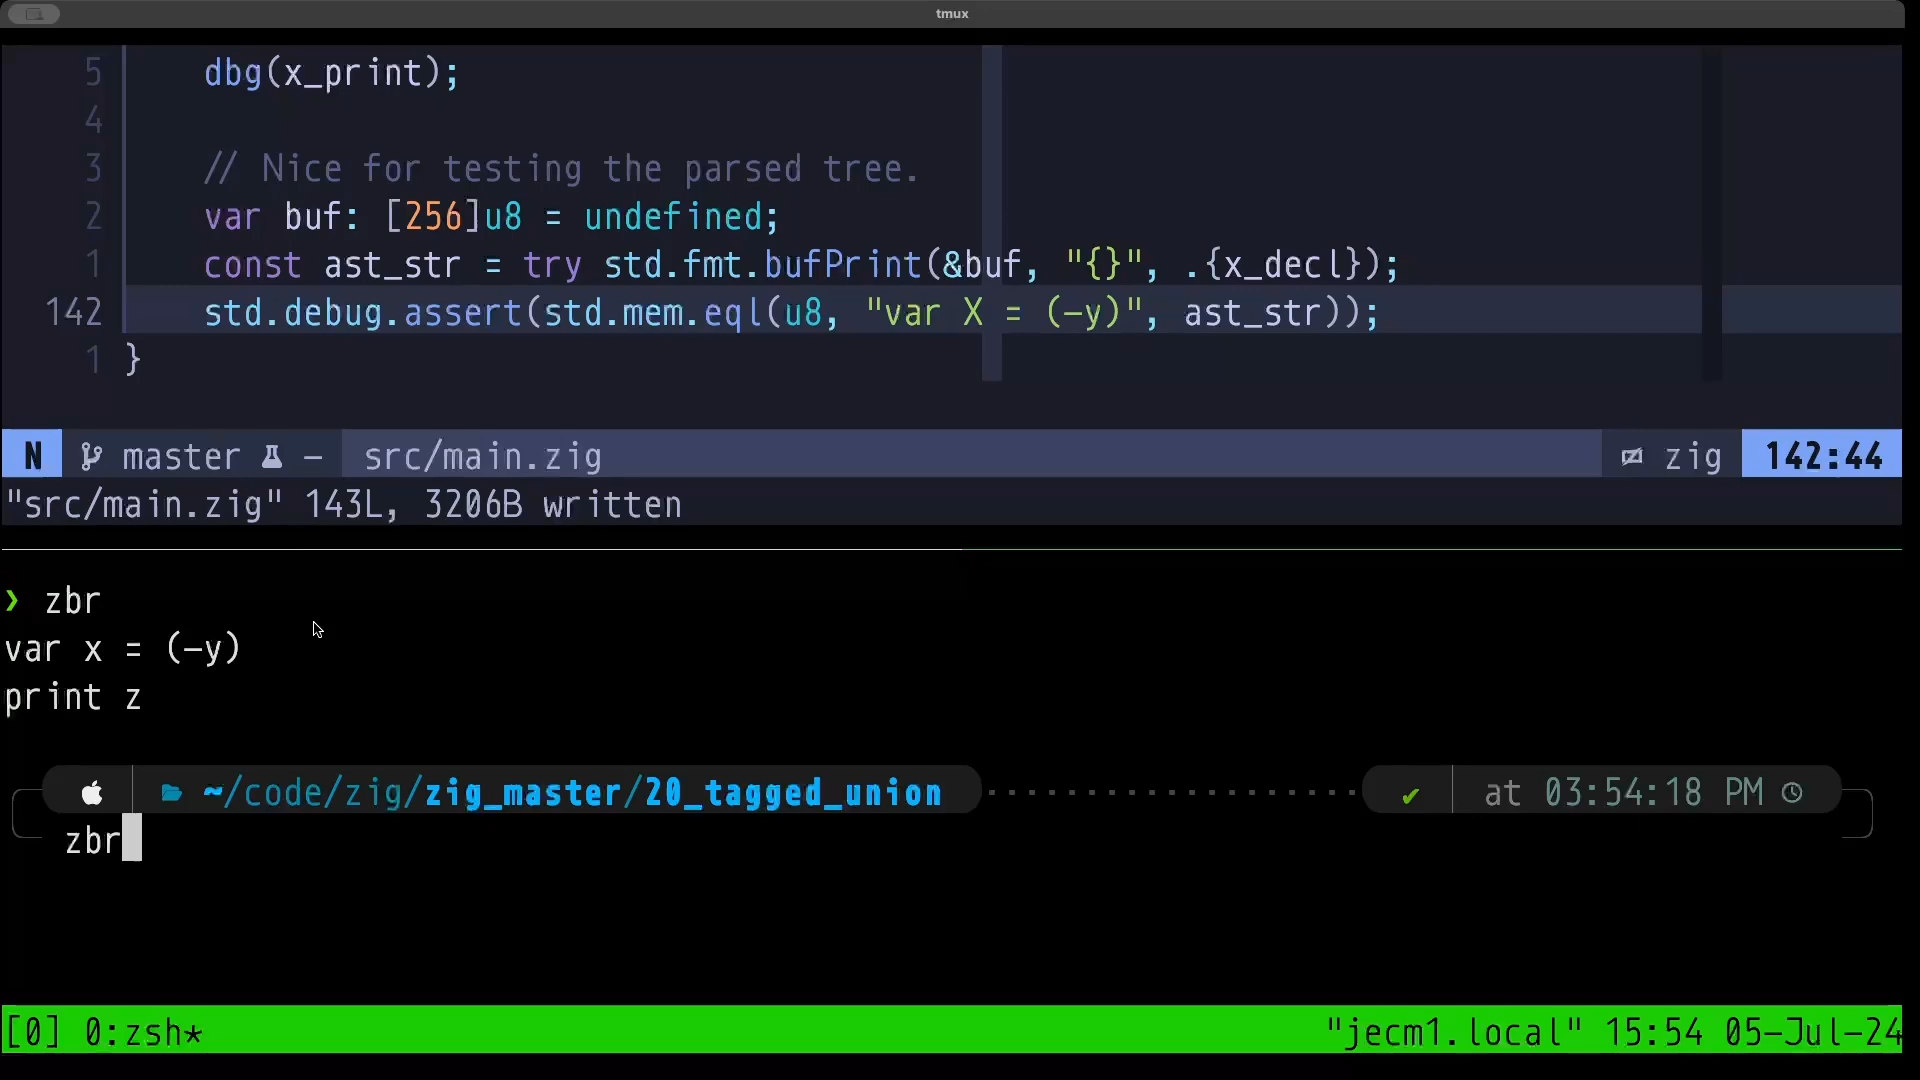 tmux
5 dbg(x_print);
4
3 // Nice for testing the parsed tree.
2 var buf: [256]u8 = undefined;
1 const ast_str = try std.fmt.bufPrint(&buf, "{}", .{x_decl});
142 std.debug.assert(std.mem.eql(u8, "var X = (-y)", ast_str));
1 }
N master – src/main.zig zig 142:44
"src/main.zig" 143L, 3206B written
❯ zbr
var x = (-y)
print z
~/code/zig/zig_master/20_tagged_union ✔ at 03:54:18 PM
zbr
[0] 0:zsh* "jecm1.local" 15:54 05-Jul-24